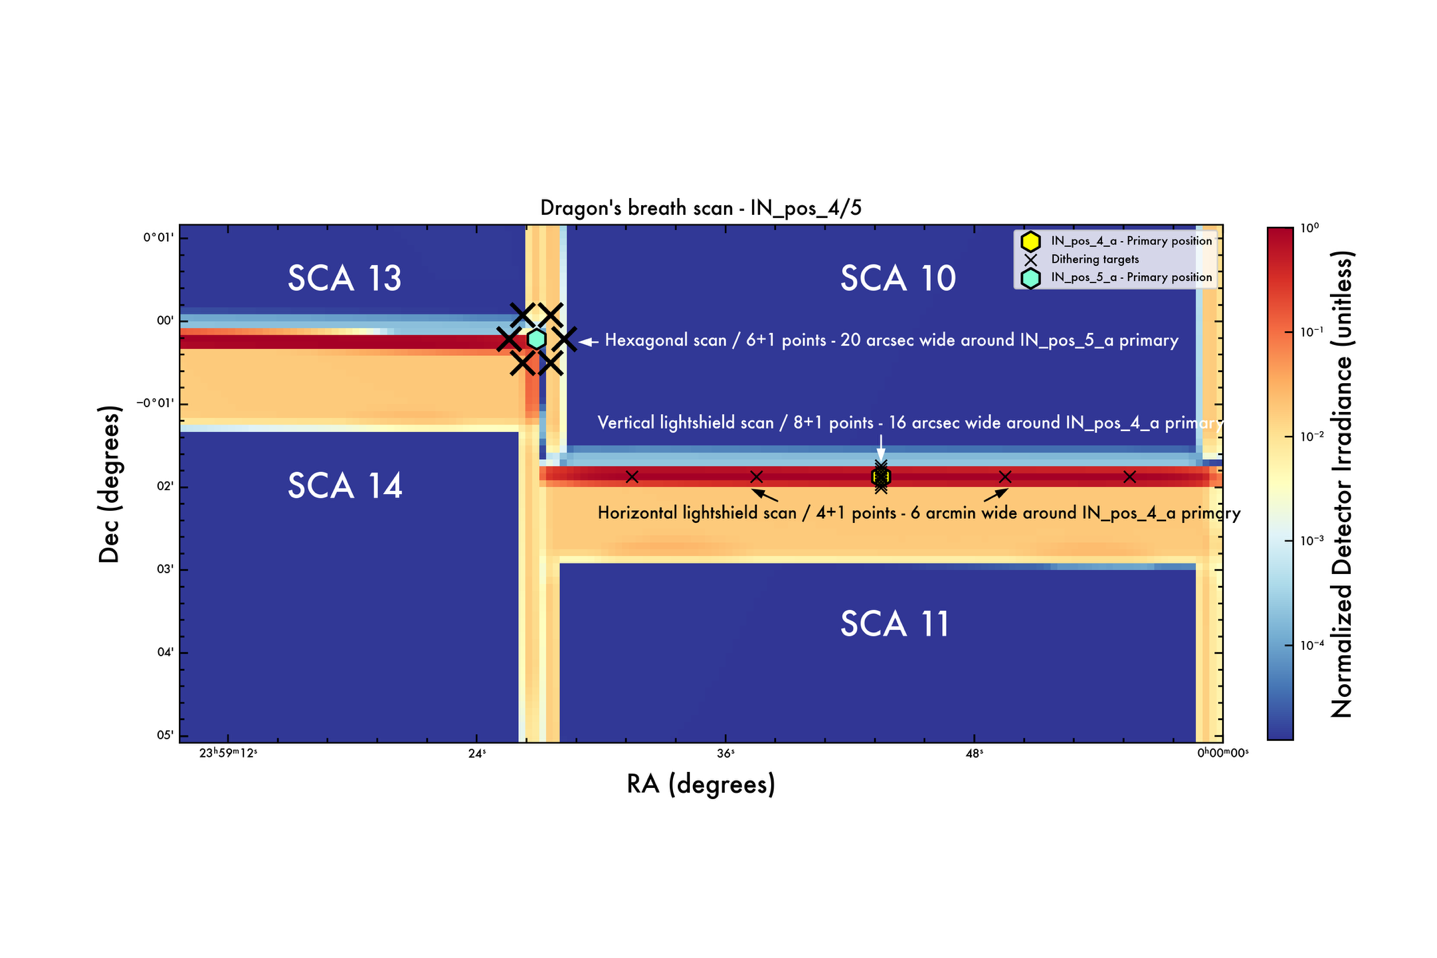 Dragon's breath scan - IN_pos_4/5
SCA 13
SCA 10
SCA 14
SCA 11
IN_pos_4_a - Primary position
Dithering targets
IN_pos_5_a - Primary position
Hexagonal scan / 6+1 points - 20 arcsec wide around IN_pos_5_a primary
Vertical lightshield scan / 8+1 points - 16 arcsec wide around IN_pos_4_a primary
Horizontal lightshield scan / 4+1 points - 6 arcmin wide around IN_pos_4_a primary
0°01'
00'
−0°01'
02'
03'
04'
05'
Dec (degrees)
23ʰ59ᵐ12ˢ
24ˢ
36ˢ
48ˢ
0ʰ00ᵐ00ˢ
RA (degrees)
10⁰
10⁻¹
10⁻²
10⁻³
10⁻⁴
Normalized Detector Irradiance (unitless)